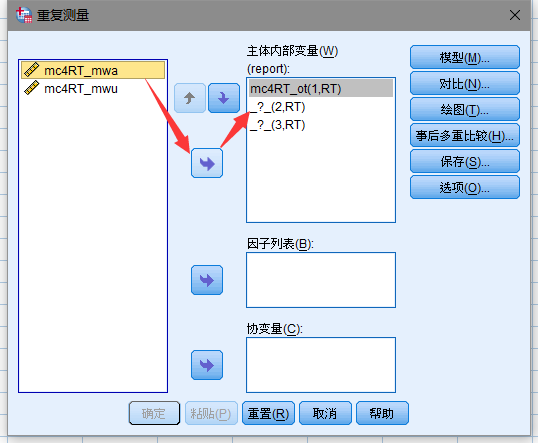 重复测量
mc4RT_mwa
mc4RT_mwu
主体内部变量(W)
(report):
mc4RT_ot(1,RT)
_?_(2,RT)
_?_(3,RT)
因子列表(B):
协变量(C):
模型(M)...
对比(N)...
绘图(T)...
事后多重比较(H)...
保存(S)...
选项(O)...
确定
粘贴(P)
重置(R)
取消
帮助